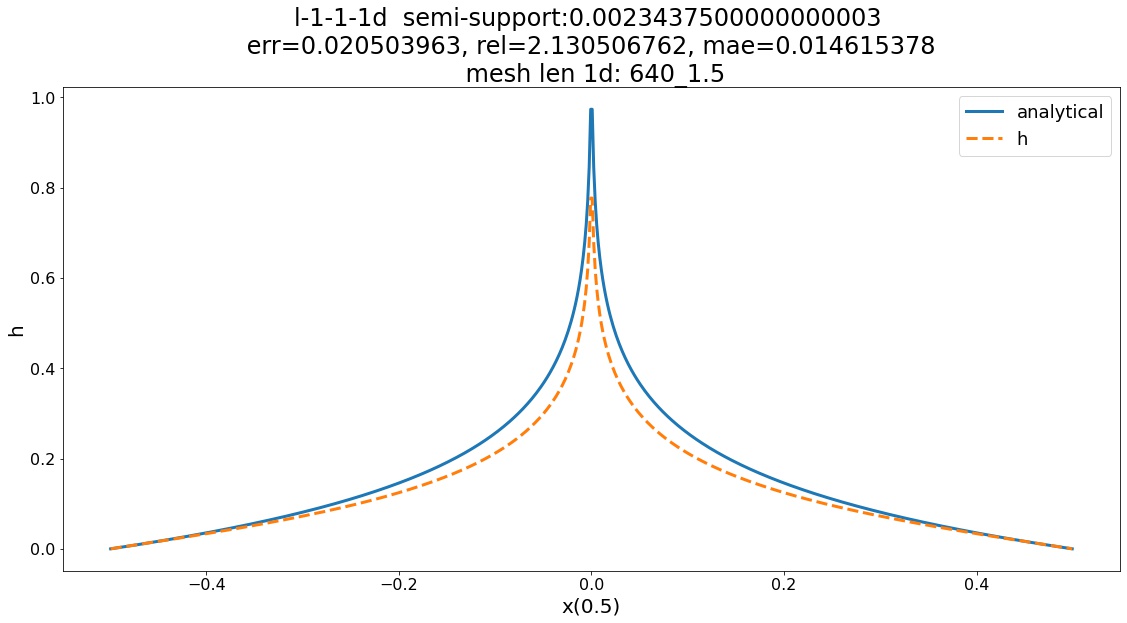 l-1-1-1d  semi-support:0.0023437500000000003
err=0.020503963, rel=2.130506762, mae=0.014615378
mesh len 1d: 640_1.5
1.0
0.8
0.6
0.4
0.2
0.0
h
analytical
h
−0.4
−0.2
0.0
0.2
0.4
x(0.5)